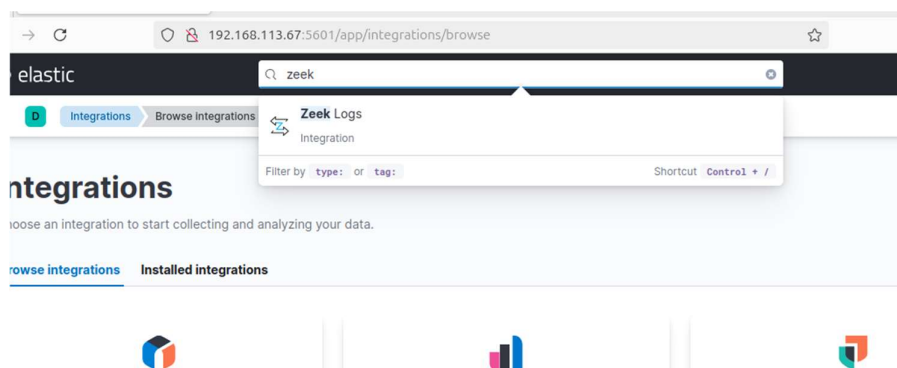 192.168.113.67:5601/app/integrations/browse
elastic
zeek
D Integrations Browse integrations
Zeek Logs
Integration
Filter by type: or tag: Shortcut Control + /
ntegrations
oose an integration to start collecting and analyzing your data.
rowse integrations Installed integrations